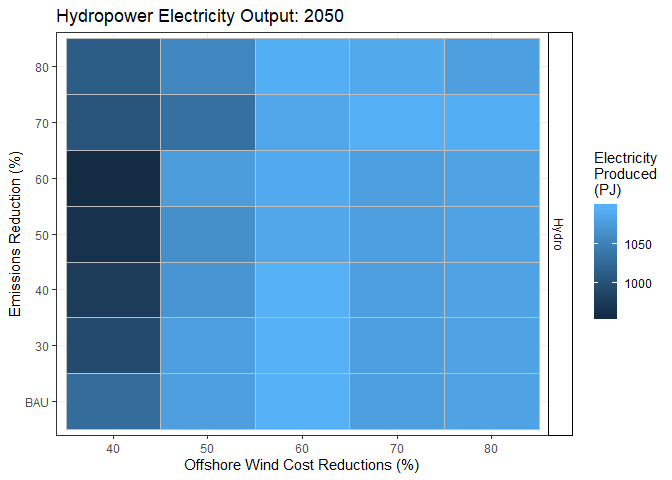 Hydropower Electricity Output: 2050
80
70
60
50
40
30
BAU
Emissions Reduction (%)
40 50 60 70 80
Offshore Wind Cost Reductions (%)
Hydro
Electricity
Produced
(PJ)
1050
1000